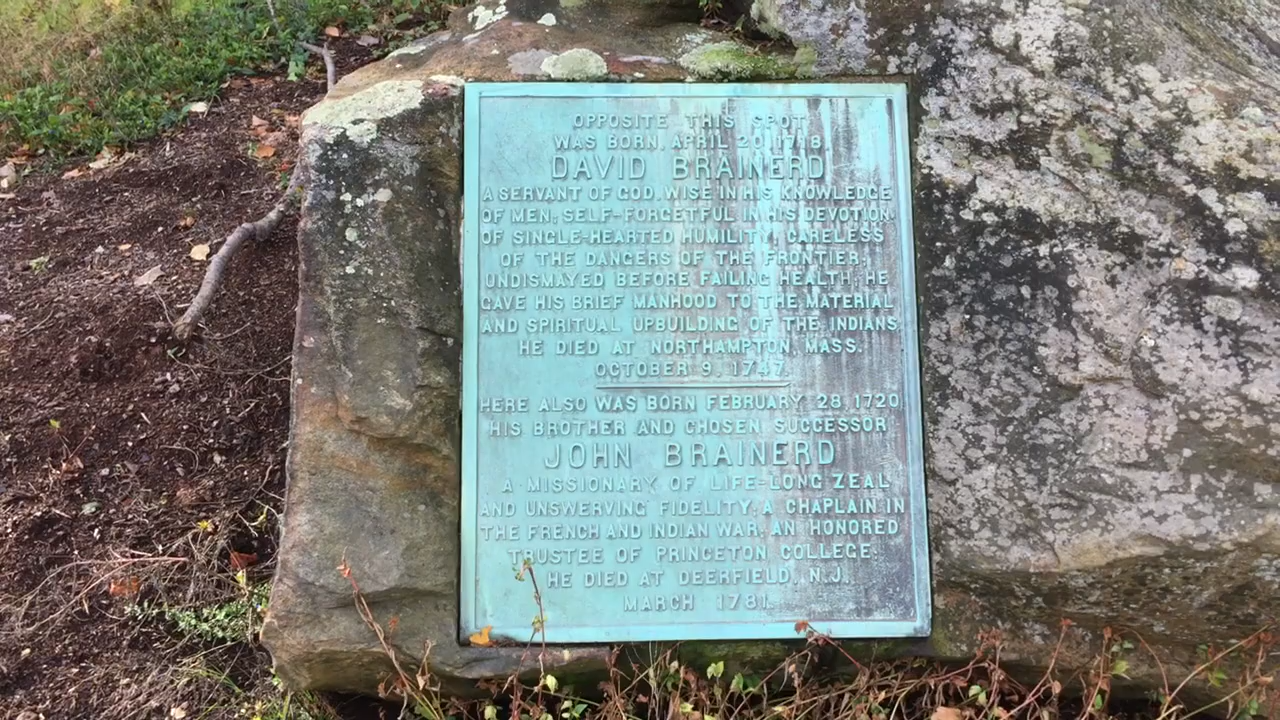 OPPOSITE THIS SPOT
WAS BORN, APRIL 20, 1718,
DAVID BRAINERD
A SERVANT OF GOD, WISE IN HIS KNOWLEDGE
OF MEN; SELF-FORGETFUL IN HIS DEVOTION;
OF SINGLE-HEARTED HUMILITY; CARELESS
OF THE DANGERS OF THE FRONTIER;
UNDISMAYED BEFORE FAILING HEALTH; HE
GAVE HIS BRIEF MANHOOD TO THE MATERIAL
AND SPIRITUAL UPBUILDING OF THE INDIANS.
HE DIED AT NORTHAMPTON, MASS.
OCTOBER 9, 1747.
HERE ALSO WAS BORN FEBRUARY 28, 1720
HIS BROTHER AND CHOSEN SUCCESSOR
JOHN BRAINERD
A MISSIONARY OF LIFE-LONG ZEAL
AND UNSWERVING FIDELITY; A CHAPLAIN IN
THE FRENCH AND INDIAN WAR; AN HONORED
TRUSTEE OF PRINCETON COLLEGE;
HE DIED AT DEERFIELD, N.J.,
MARCH 1781.